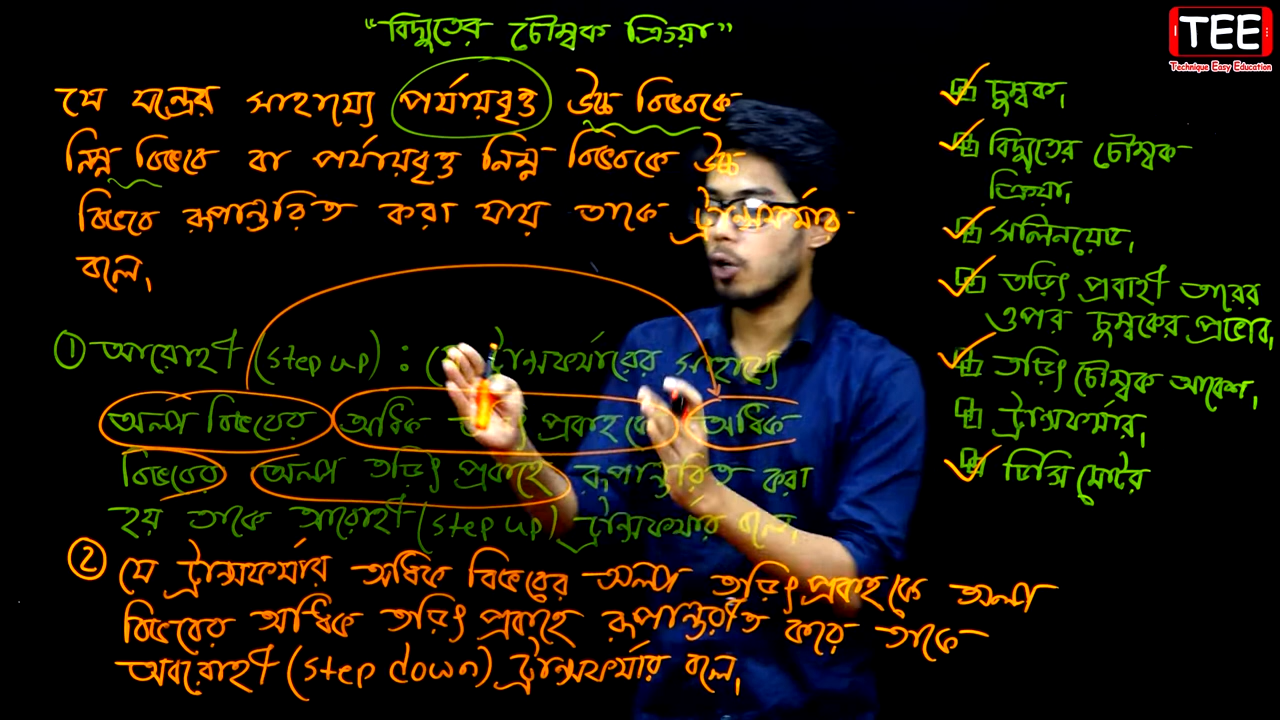 "বিদ্যুতের চৌম্বক ক্রিয়া"
TEE
Technique Easy Education
যে যন্ত্রের সাহায্যে পর্যায়বৃত্ত উচ্চ বিভবকে
নিম্ন বিভবে বা পর্যায়বৃত্ত নিম্ন বিভবকে উচ্চ
বিভবে রূপান্তরিত করা যায় তাকে ট্রান্সফর্মার
বলে।
① আরোহী (step up) : যে ট্রান্সফর্মারের সাহায্যে
অল্প বিভবের অধিক তড়িৎ প্রবাহকে অধিক
বিভবের অল্প তড়িৎ প্রবাহে রূপান্তরিত করা
হয় তাকে আরোহী (step up) ট্রান্সফর্মার বলে।
② যে ট্রান্সফর্মার অধিক বিভবের অল্প তড়িৎ প্রবাহকে অল্প
বিভবের অধিক তড়িৎ প্রবাহে রূপান্তরীত করে তাকে
অবরোহী (step down) ট্রান্সফর্মার বলে।
চুম্বক।
বিদ্যুতের চৌম্বক
ক্রিয়া।
সলিনয়েড।
তড়িৎ প্রবাহী তারের
ওপর চুম্বকের প্রভাব।
তড়িৎ চৌম্বক আবেশ।
ট্রান্সফর্মার।
ডিসি মোটর